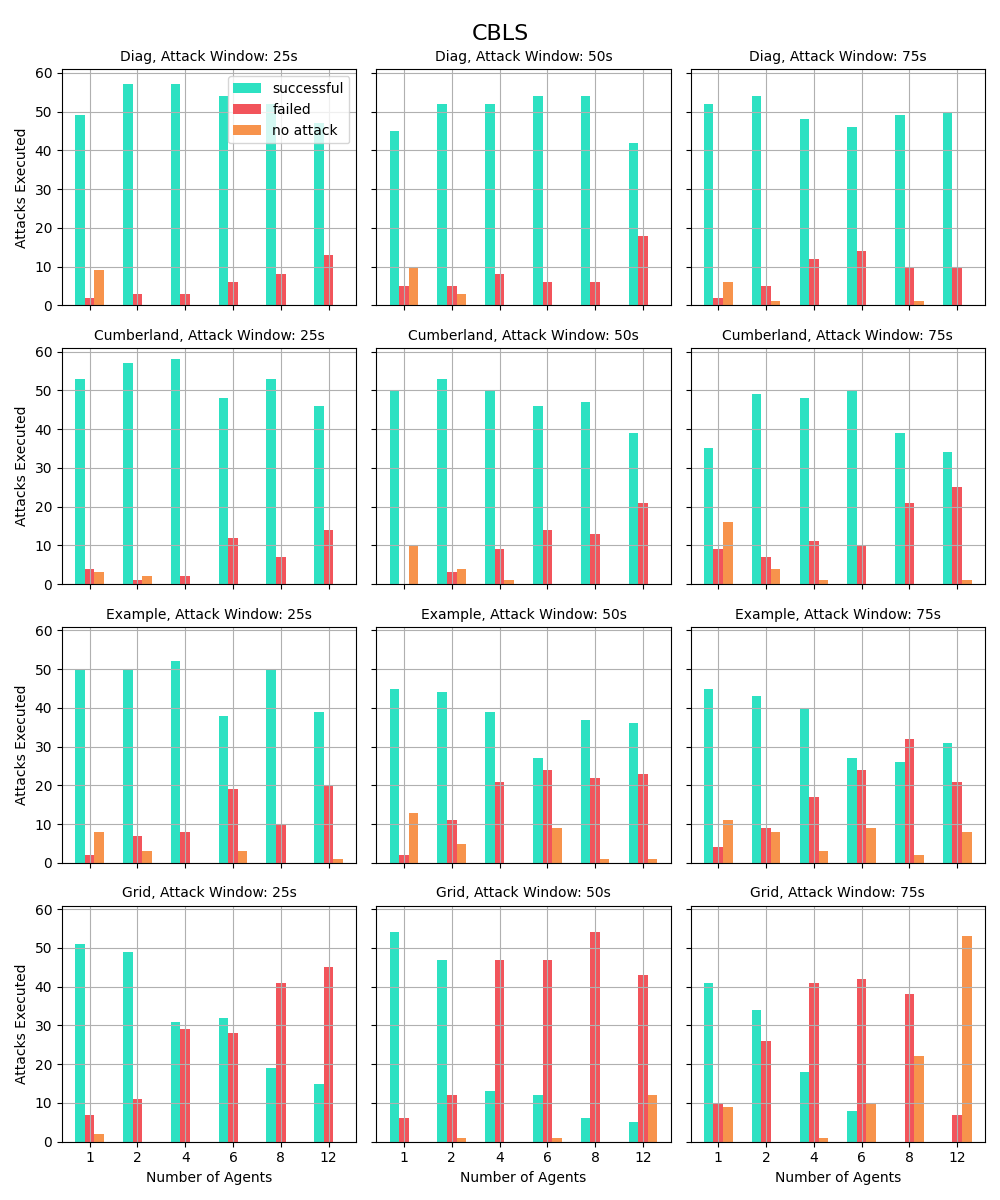 CBLS
Diag, Attack Window: 25s
Diag, Attack Window: 50s
Diag, Attack Window: 75s
60
50
40
30
20
10
0
Attacks Executed
successful
failed
no attack
Cumberland, Attack Window: 25s
Cumberland, Attack Window: 50s
Cumberland, Attack Window: 75s
60
50
40
30
20
10
0
Attacks Executed
Example, Attack Window: 25s
Example, Attack Window: 50s
Example, Attack Window: 75s
60
50
40
30
20
10
0
Attacks Executed
Grid, Attack Window: 25s
Grid, Attack Window: 50s
Grid, Attack Window: 75s
60
50
40
30
20
10
0
Attacks Executed
1 2 4 6 8 12
1 2 4 6 8 12
1 2 4 6 8 12
Number of Agents
Number of Agents
Number of Agents